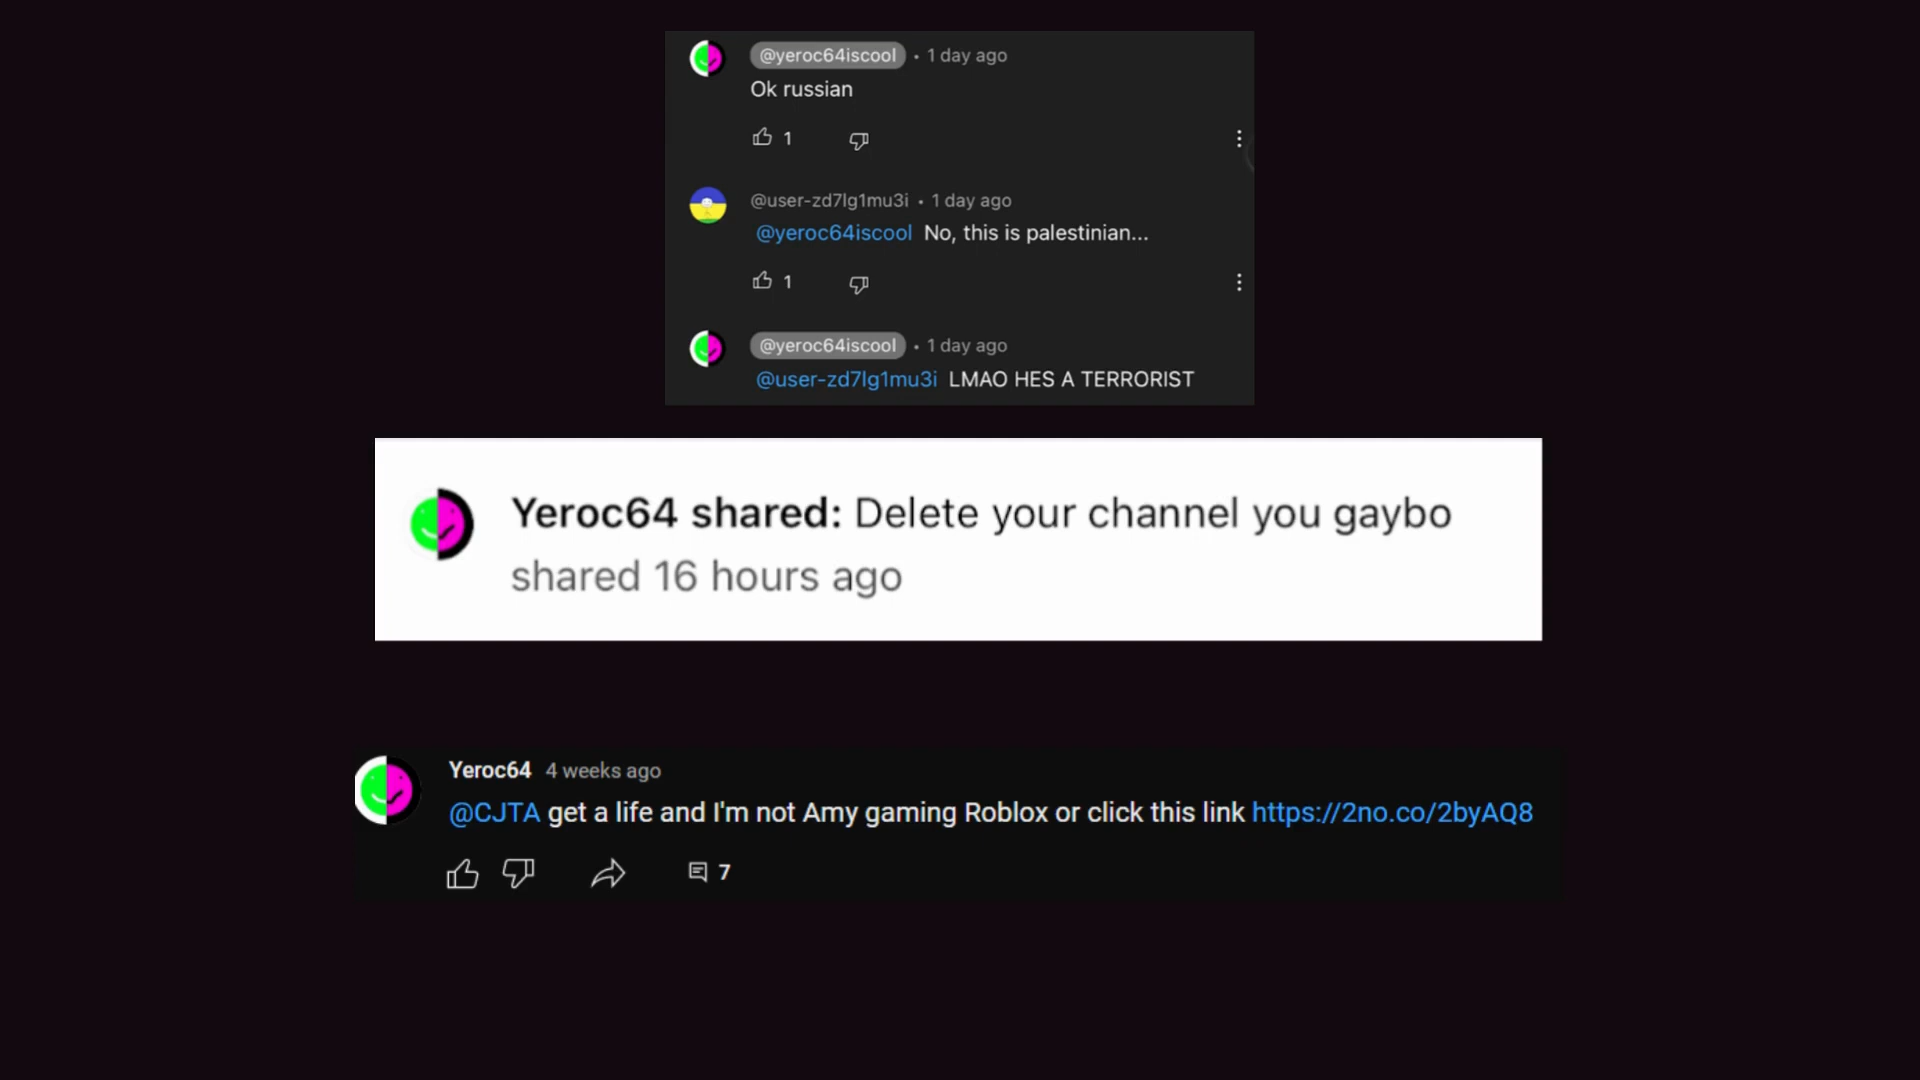 @yeroc64iscool • 1 day ago
Ok russian
1
@user-zd7lg1mu3i • 1 day ago
@yeroc64iscool No, this is palestinian...
1
@yeroc64iscool • 1 day ago
@user-zd7lg1mu3i LMAO HES A TERRORIST
Yeroc64 shared: Delete your channel you gaybo
shared 16 hours ago
Yeroc64 4 weeks ago
@CJTA get a life and I'm not Amy gaming Roblox or click this link https://2no.co/2byAQ8
7